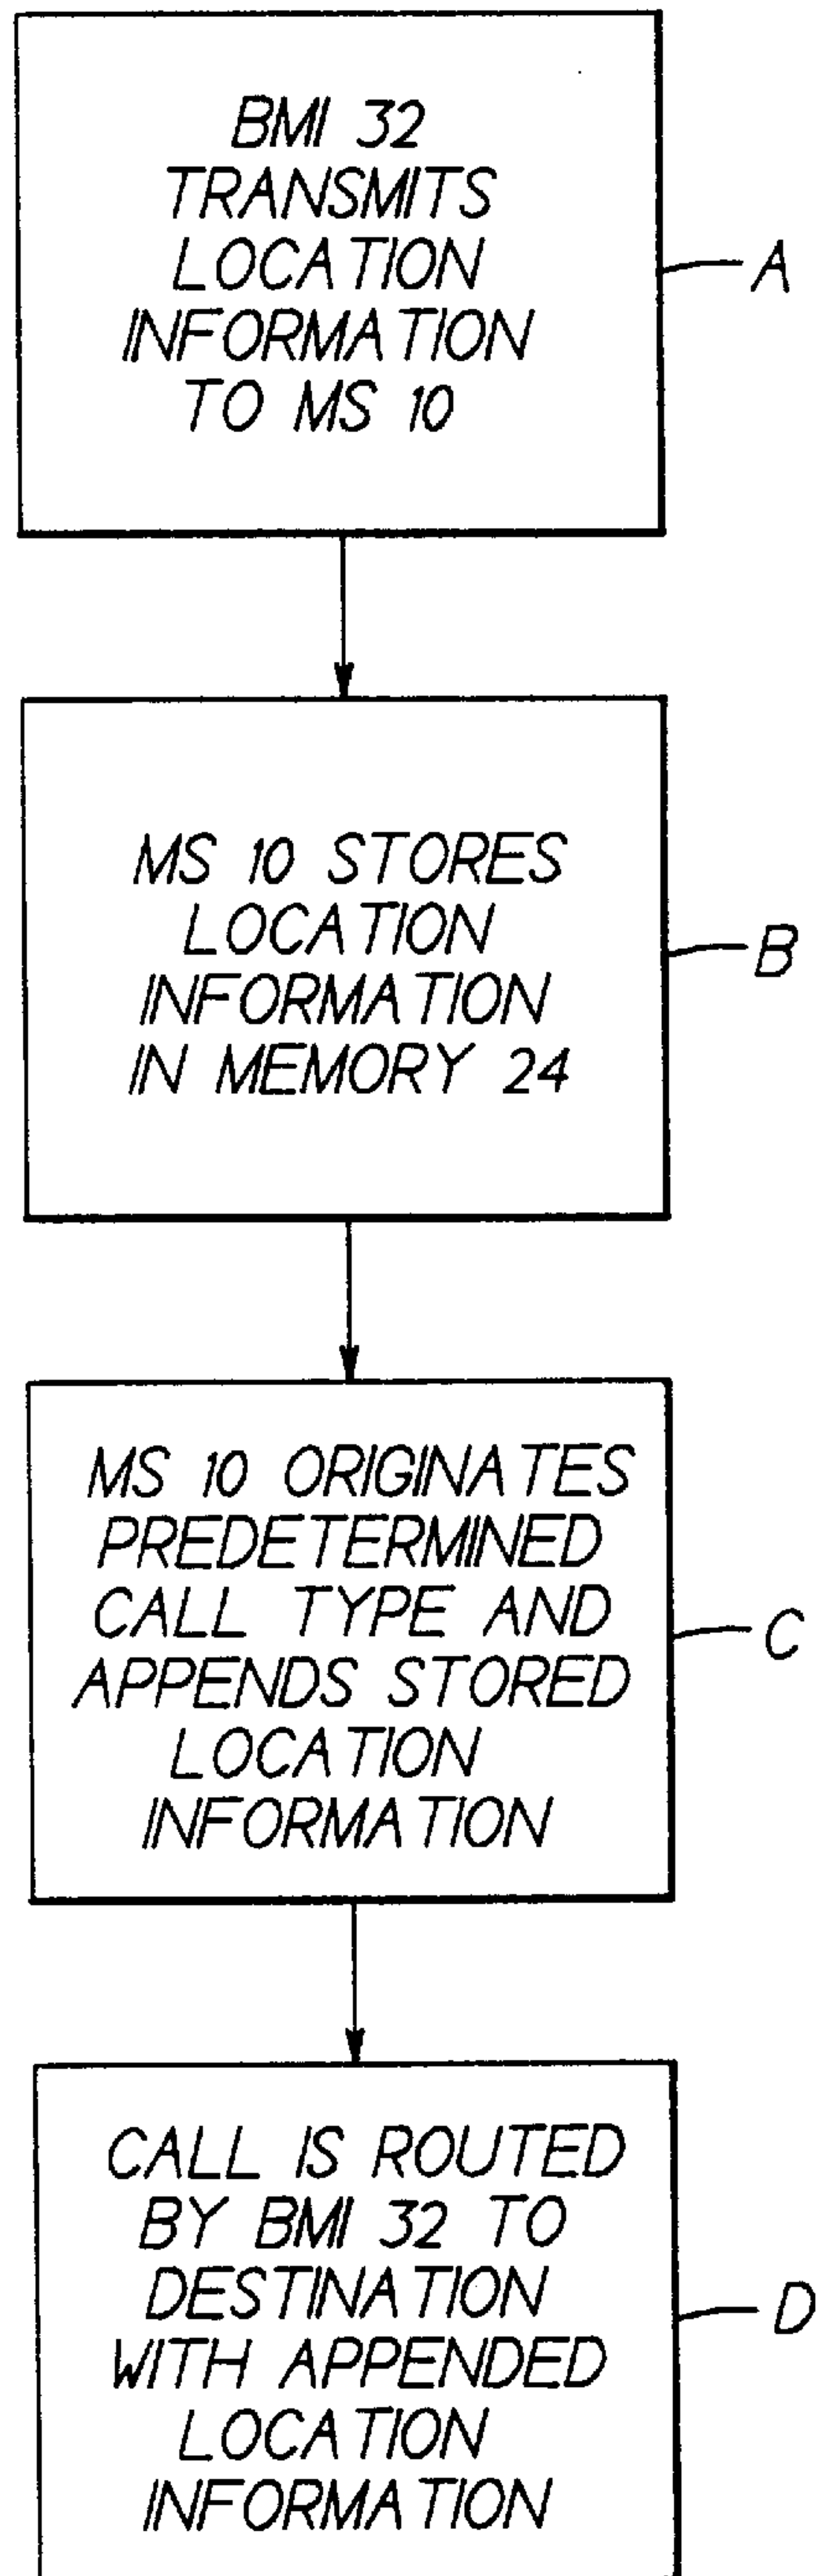 BMI 32
TRANSMITS
LOCATION
INFORMATION
TO MS 10
A
MS 10 STORES
LOCATION
INFORMATION
IN MEMORY 24
B
MS 10 ORIGINATES
PREDETERMINED
CALL TYPE AND
APPENDS STORED
LOCATION
INFORMATION
C
CALL IS ROUTED
BY BMI 32 TO
DESTINATION
WITH APPENDED
LOCATION
INFORMATION
D